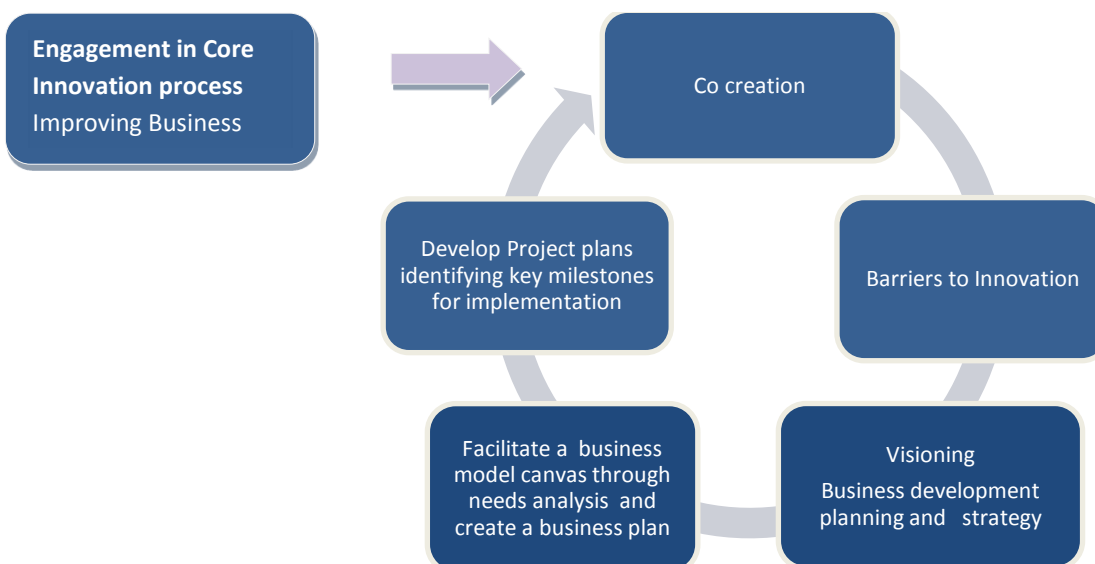 Engagement in Core
Innovation process
Improving Business
Co creation
Barriers to Innovation
Visioning
Business development
planning and strategy
Facilitate a business
model canvas through
needs analysis and
create a business plan
Develop Project plans
identifying key milestones
for implementation